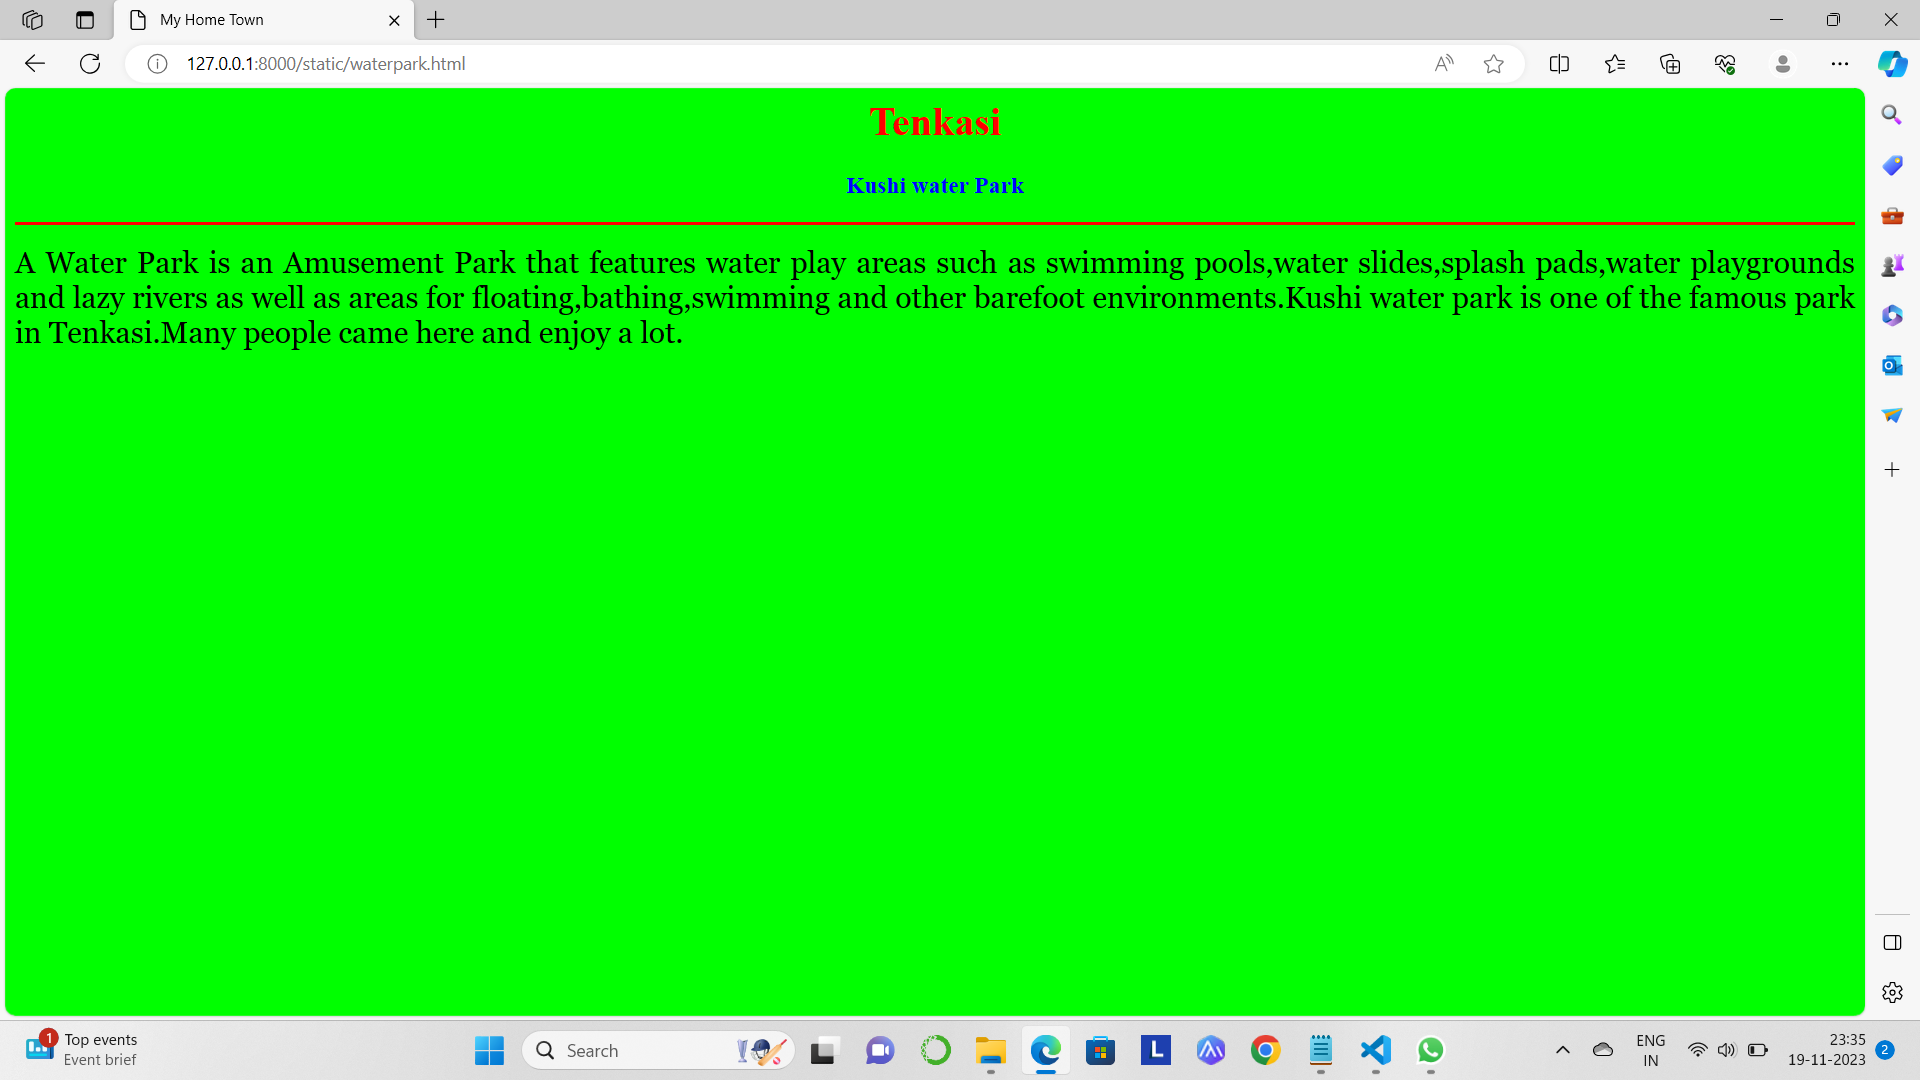 My Home Town
127.0.0.1:8000/static/waterpark.html
Tenkasi
Kushi water Park
A Water Park is an Amusement Park that features water play areas such as swimming pools,water slides,splash pads,water playgrounds
and lazy rivers as well as areas for floating,bathing,swimming and other barefoot environments.Kushi water park is one of the famous park
in Tenkasi.Many people came here and enjoy a lot.
1
Top events
Event brief
Search
L
ENG
IN
23:35
19-11-2023
2